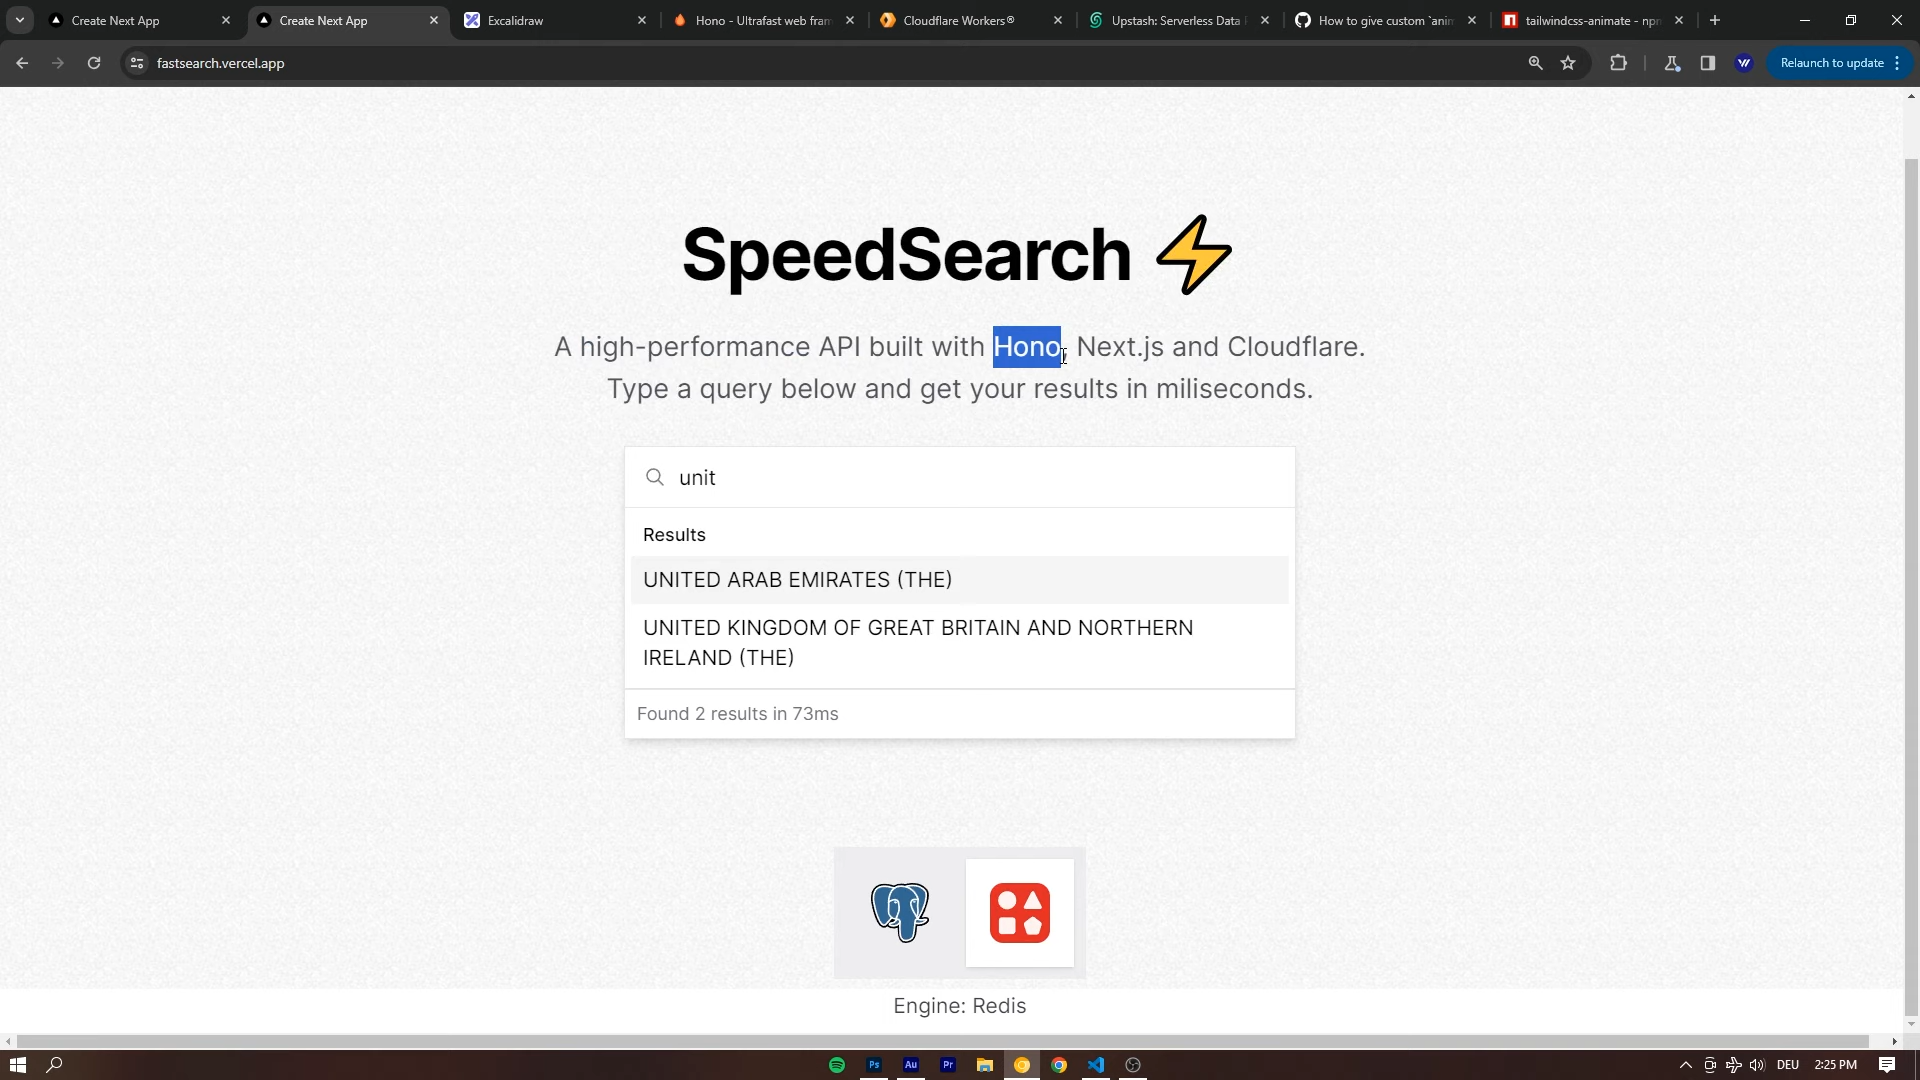 Create Next App
Create Next App
Excalidraw
Hono - Ultrafast web fram
Cloudflare Workers®
Upstash: Serverless Data
How to give custom `anim
tailwindcss-animate - npm
fastsearch.vercel.app
Relaunch to update
SpeedSearch
A high-performance API built with Hono, Next.js and Cloudflare.
Type a query below and get your results in miliseconds.
unit
Results
UNITED ARAB EMIRATES (THE)
UNITED KINGDOM OF GREAT BRITAIN AND NORTHERN
IRELAND (THE)
Found 2 results in 73ms
Engine: Redis
Ps
Au
Pr
DEU
2:25 PM